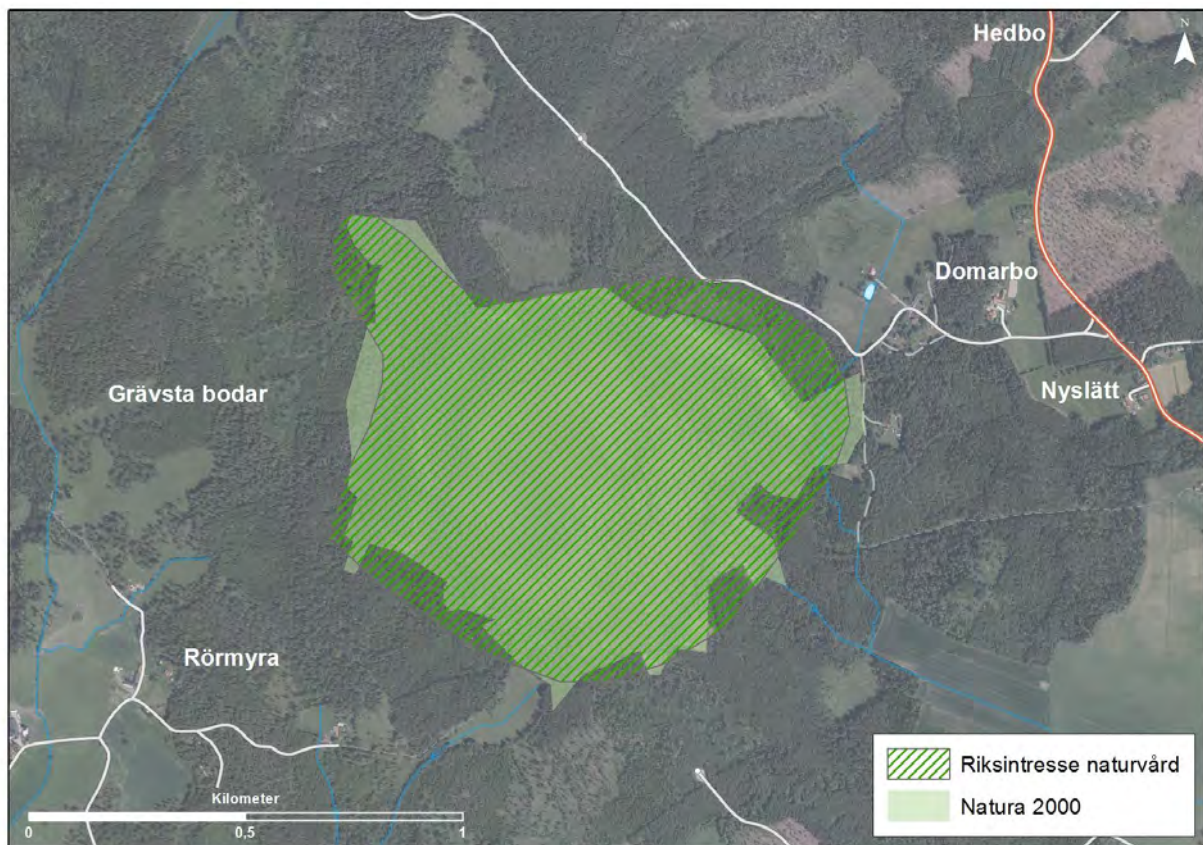 Hedbo
N
Domarbo
Grävsta bodar
Nyslätt
Rörmyra
Kilometer
0 0,5 1
Riksintresse naturvård
Natura 2000